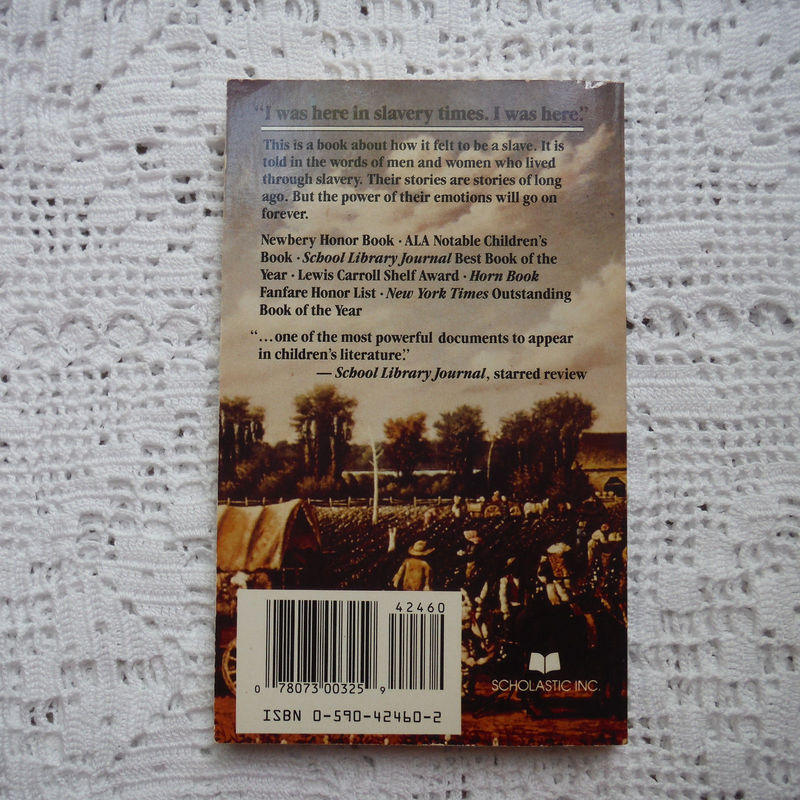 “I was here in slavery times. I was here.”
This is a book about how it felt to be a slave. It is
told in the words of men and women who lived
through slavery. Their stories are stories of long
ago. But the power of their emotions will go on
forever.
Newbery Honor Book · ALA Notable Children’s
Book · School Library Journal Best Book of the
Year · Lewis Carroll Shelf Award · Horn Book
Fanfare Honor List · New York Times Outstanding
Book of the Year
“…one of the most powerful documents to appear
in children’s literature.”
— School Library Journal, starred review
42460
0 78073 00325 9
ISBN 0-590-42460-2
SCHOLASTIC INC.